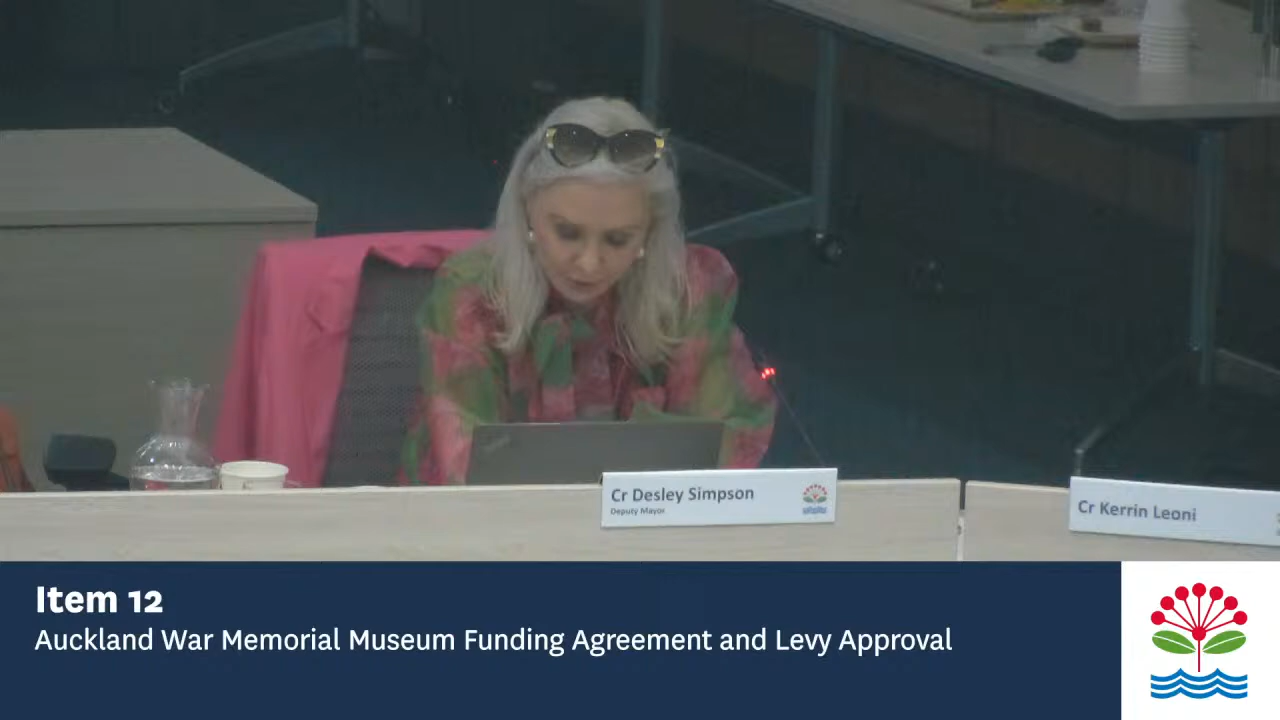 Cr Desley Simpson
Deputy Mayor
Cr Kerrin Leoni
Item 12
Auckland War Memorial Museum Funding Agreement and Levy Approval